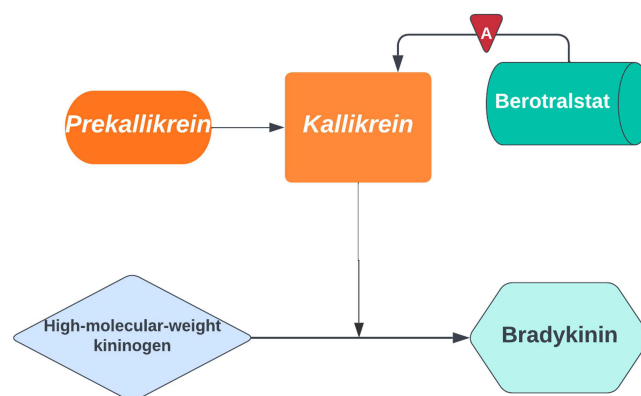 A
Prekallikrein
Kallikrein
Berotralstat
High-molecular-weight
kininogen
Bradykinin